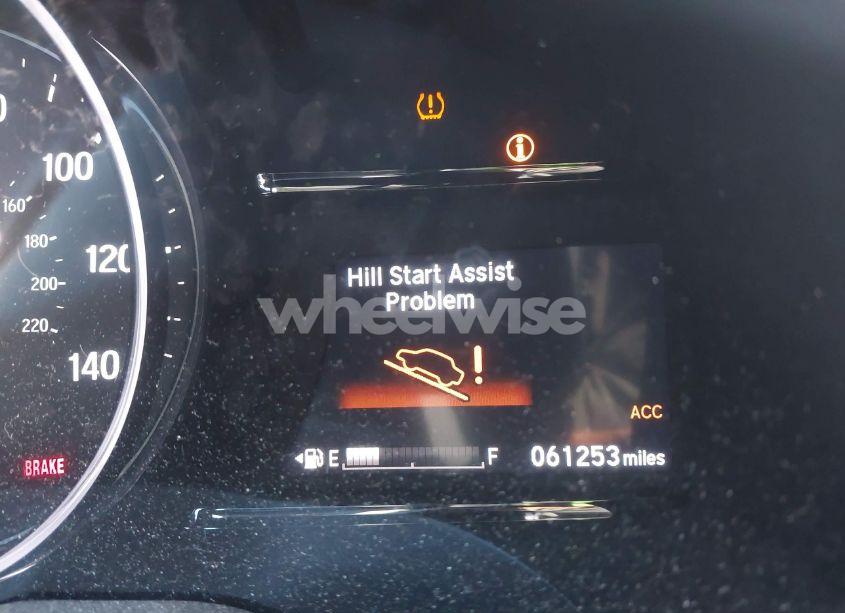 100
160
180
120
200
220
140
BRAKE
Hill Start Assist
Problem
wheelwise
!
ACC
E F 061253 miles